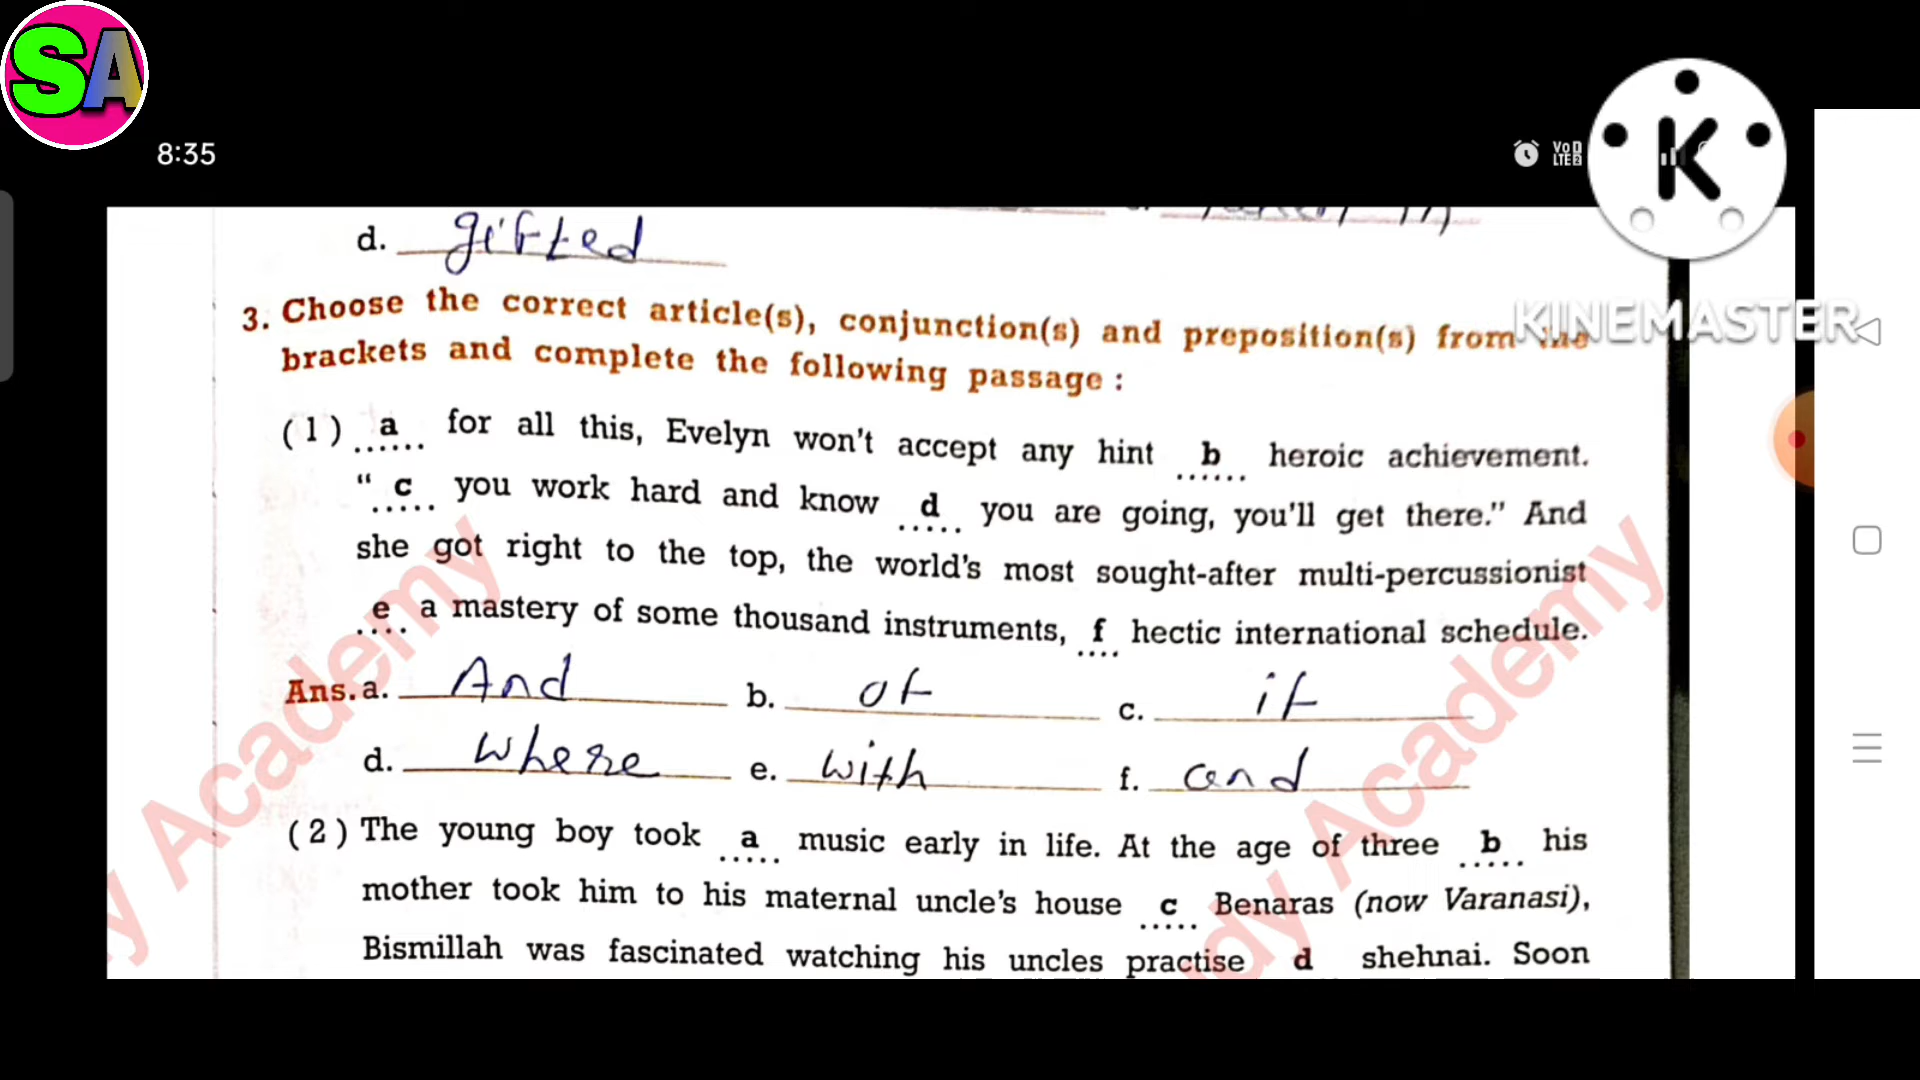 SA
8:35
VoD LTE2
K
KINEMASTER
d. gifted
3. Choose the correct article(s), conjunction(s) and preposition(s) from the
brackets and complete the following passage :
(1) a for all this, Evelyn won't accept any hint b heroic achievement.
" c you work hard and know d you are going, you'll get there." And
she got right to the top, the world's most sought-after multi-percussionist
e a mastery of some thousand instruments, f hectic international schedule.
Ans. a. And b. of c. if
d. where e. with f. and
(2) The young boy took a music early in life. At the age of three b his
mother took him to his maternal uncle's house c Benaras (now Varanasi),
Bismillah was fascinated watching his uncles practise d shehnai. Soon
dy Academy
dy Academy